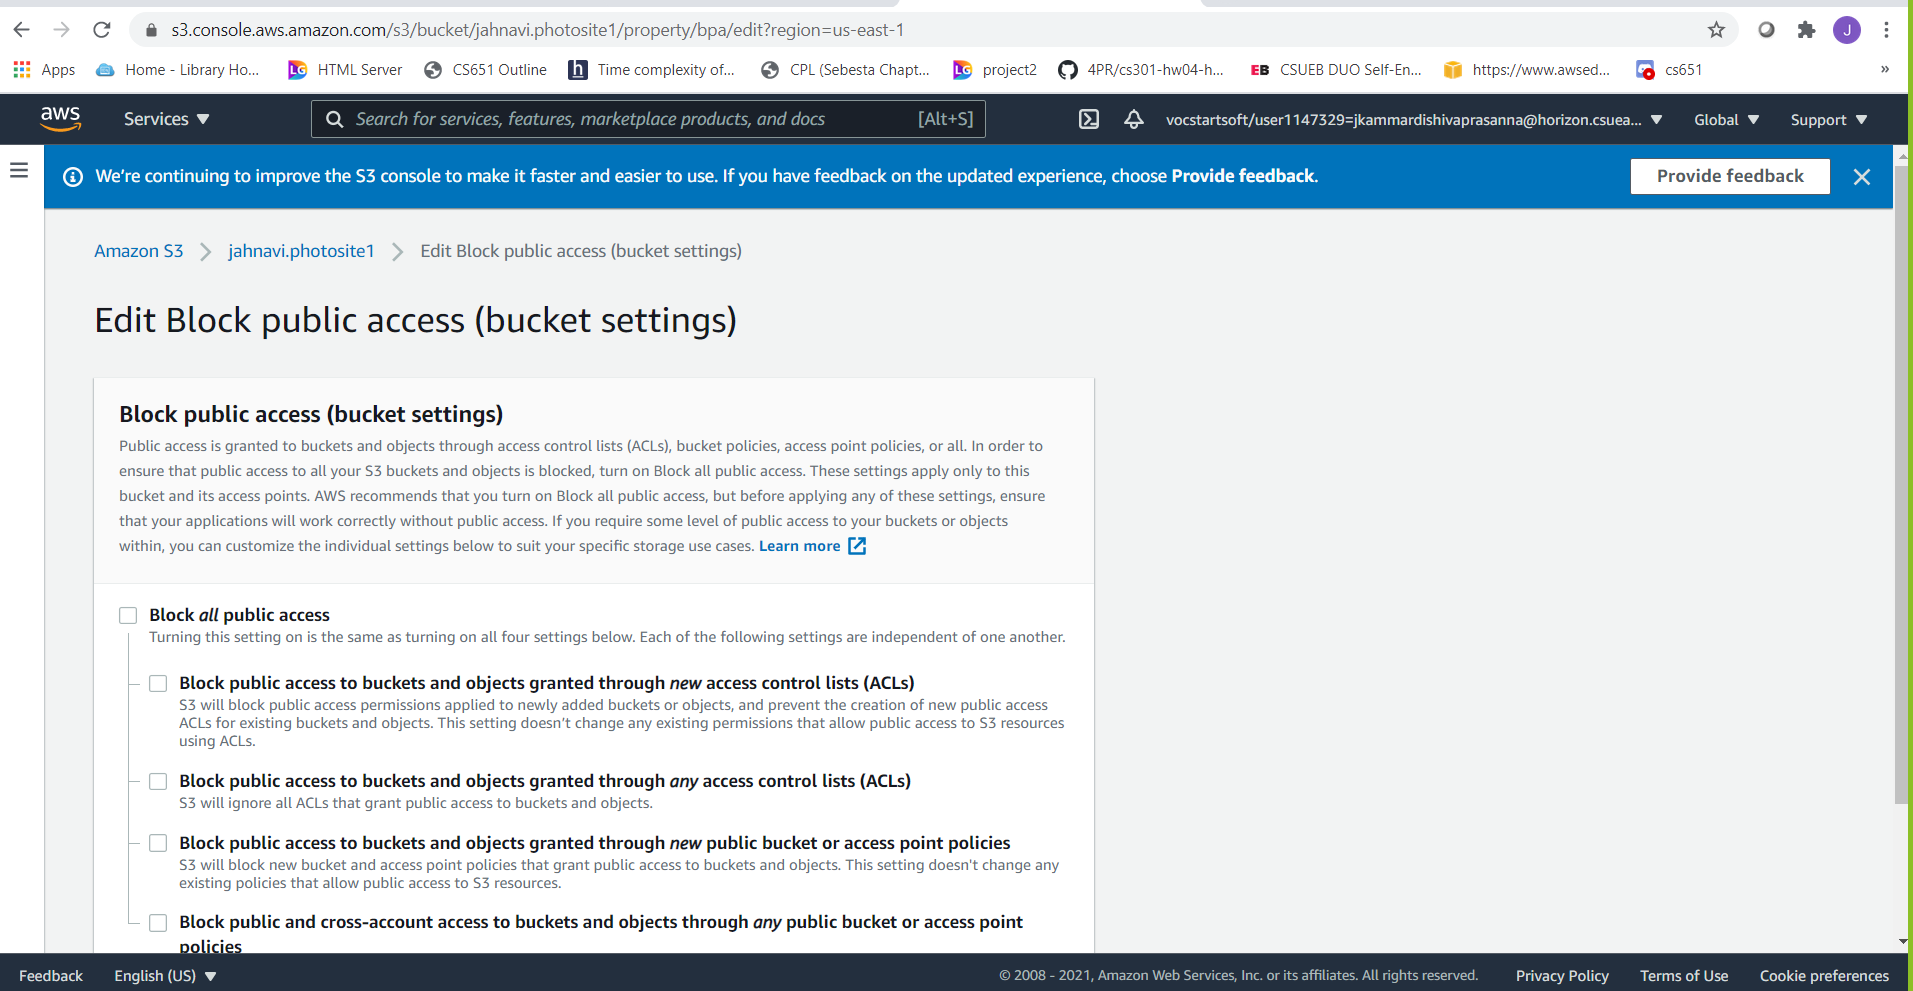 s3.console.aws.amazon.com/s3/bucket/jahnavi.photosite1/property/bpa/edit?region=us-east-1
J
Apps Home - Library Ho... LG HTML Server CS651 Outline h Time complexity of... CPL (Sebesta Chapt... LG project2 4PR/cs301-hw04-h... EB CSUEB DUO Self-En... https://www.awsed... cs651 »
aws Services ▼ Search for services, features, marketplace products, and docs [Alt+S] vocstartsoft/user1147329=jkammardishivaprasanna@horizon.csuea... ▼ Global ▼ Support ▼
We’re continuing to improve the S3 console to make it faster and easier to use. If you have feedback on the updated experience, choose Provide feedback. Provide feedback
Amazon S3 > jahnavi.photosite1 > Edit Block public access (bucket settings)
Edit Block public access (bucket settings)
Block public access (bucket settings)
Public access is granted to buckets and objects through access control lists (ACLs), bucket policies, access point policies, or all. In order to
ensure that public access to all your S3 buckets and objects is blocked, turn on Block all public access. These settings apply only to this
bucket and its access points. AWS recommends that you turn on Block all public access, but before applying any of these settings, ensure
that your applications will work correctly without public access. If you require some level of public access to your buckets or objects
within, you can customize the individual settings below to suit your specific storage use cases. Learn more
Block all public access
Turning this setting on is the same as turning on all four settings below. Each of the following settings are independent of one another.
Block public access to buckets and objects granted through new access control lists (ACLs)
S3 will block public access permissions applied to newly added buckets or objects, and prevent the creation of new public access
ACLs for existing buckets and objects. This setting doesn’t change any existing permissions that allow public access to S3 resources
using ACLs.
Block public access to buckets and objects granted through any access control lists (ACLs)
S3 will ignore all ACLs that grant public access to buckets and objects.
Block public access to buckets and objects granted through new public bucket or access point policies
S3 will block new bucket and access point policies that grant public access to buckets and objects. This setting doesn't change any
existing policies that allow public access to S3 resources.
Block public and cross-account access to buckets and objects through any public bucket or access point
policies
Feedback English (US) ▼ © 2008 - 2021, Amazon Web Services, Inc. or its affiliates. All rights reserved. Privacy Policy Terms of Use Cookie preferences